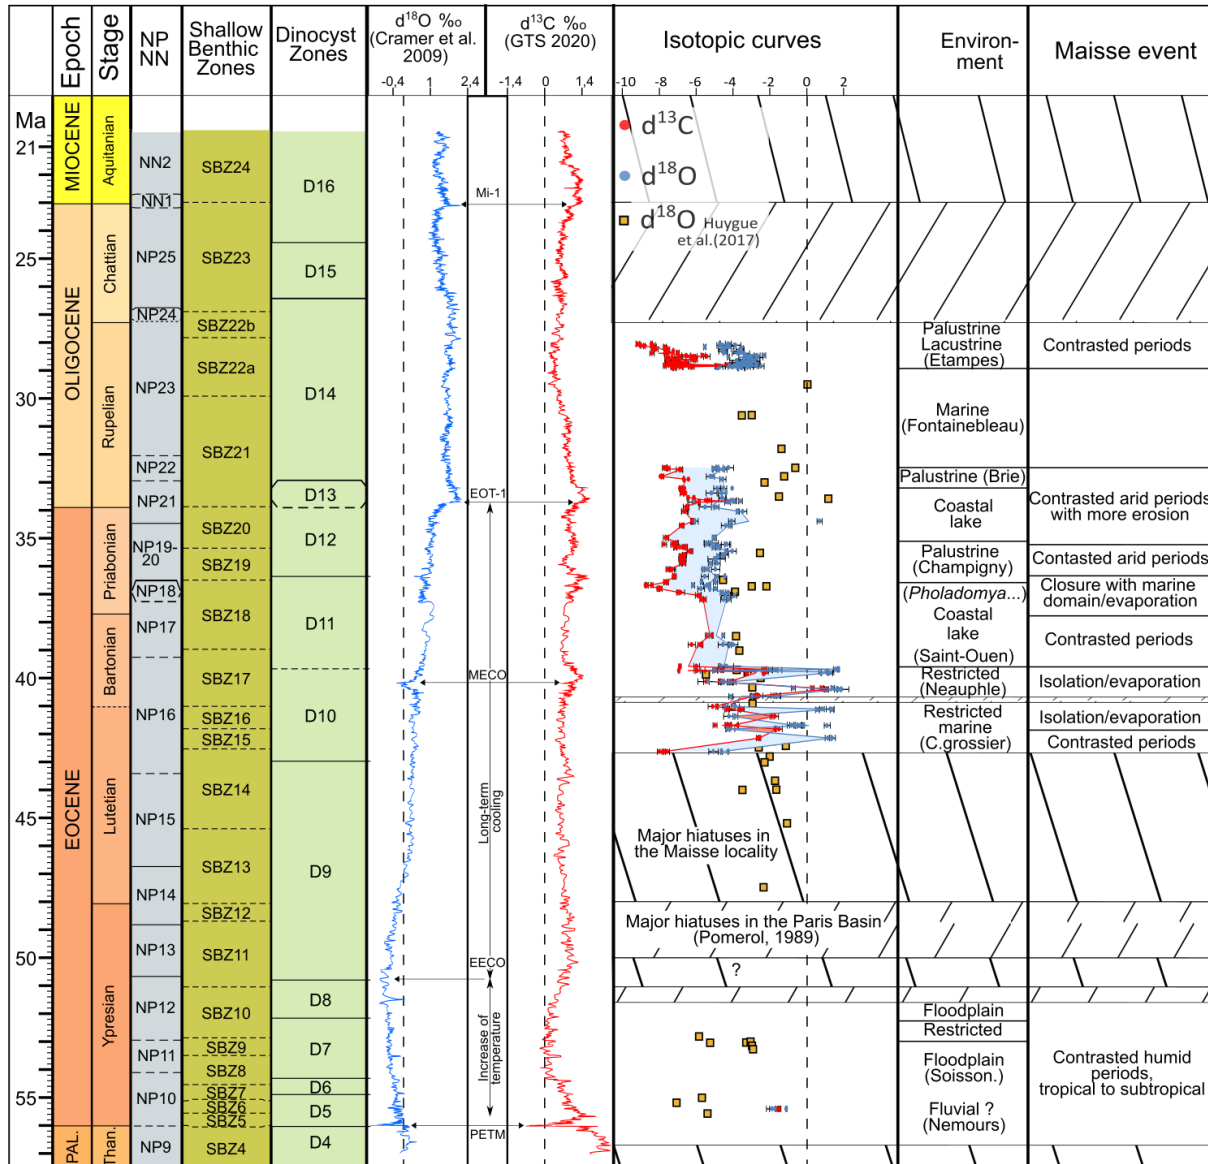 Epoch
Stage
NP
NN
Shallow
Benthic
Zones
Dinocyst
Zones
d18O ‰
(Cramer et al.
2009)
-0,4 1 2,4
d13C ‰
(GTS 2020)
-1,4 0 1,4
Isotopic curves
-10 -8 -6 -4 -2 0 2
Environ-
ment
Maisse event
Ma
21
25
30
35
40
45
50
55
MIOCENE
OLIGOCENE
EOCENE
PAL.
Aquitanian
Chattian
Rupelian
Priabonian
Bartonian
Lutetian
Ypresian
Than.
NN2
NN1
NP25
NP24
NP23
NP22
NP21
NP19-
20
NP18
NP17
NP16
NP15
NP14
NP13
NP12
NP11
NP10
NP9
SBZ24
SBZ23
SBZ22b
SBZ22a
SBZ21
SBZ20
SBZ19
SBZ18
SBZ17
SBZ16
SBZ15
SBZ14
SBZ13
SBZ12
SBZ11
SBZ10
SBZ9
SBZ8
SBZ7
SBZ6
SBZ5
SBZ4
D16
D15
D14
D13
D12
D11
D10
D9
D8
D7
D6
D5
D4
Mi-1
EOT-1
MECO
Long-term
cooling
EECO
Increase of
temperature
PETM
d13C
d18O
d18O Huygue
et al.(2017)
Major hiatuses in
the Maisse locality
Major hiatuses in the Paris Basin
(Pomerol, 1989)
?
Palustrine
Lacustrine
(Etampes)
Marine
(Fontainebleau)
Palustrine (Brie)
Coastal
lake
Palustrine
(Champigny)
(Pholadomya...)
Coastal
lake
(Saint-Ouen)
Restricted
(Neauphle)
Restricted
marine
(C.grossier)
Floodplain
Restricted
Floodplain
(Soisson.)
Fluvial ?
(Nemours)
Contrasted periods
Contrasted arid periods
with more erosion
Contasted arid periods
Closure with marine
domain/evaporation
Contrasted periods
Isolation/evaporation
Isolation/evaporation
Contrasted periods
Contrasted humid
periods,
tropical to subtropical